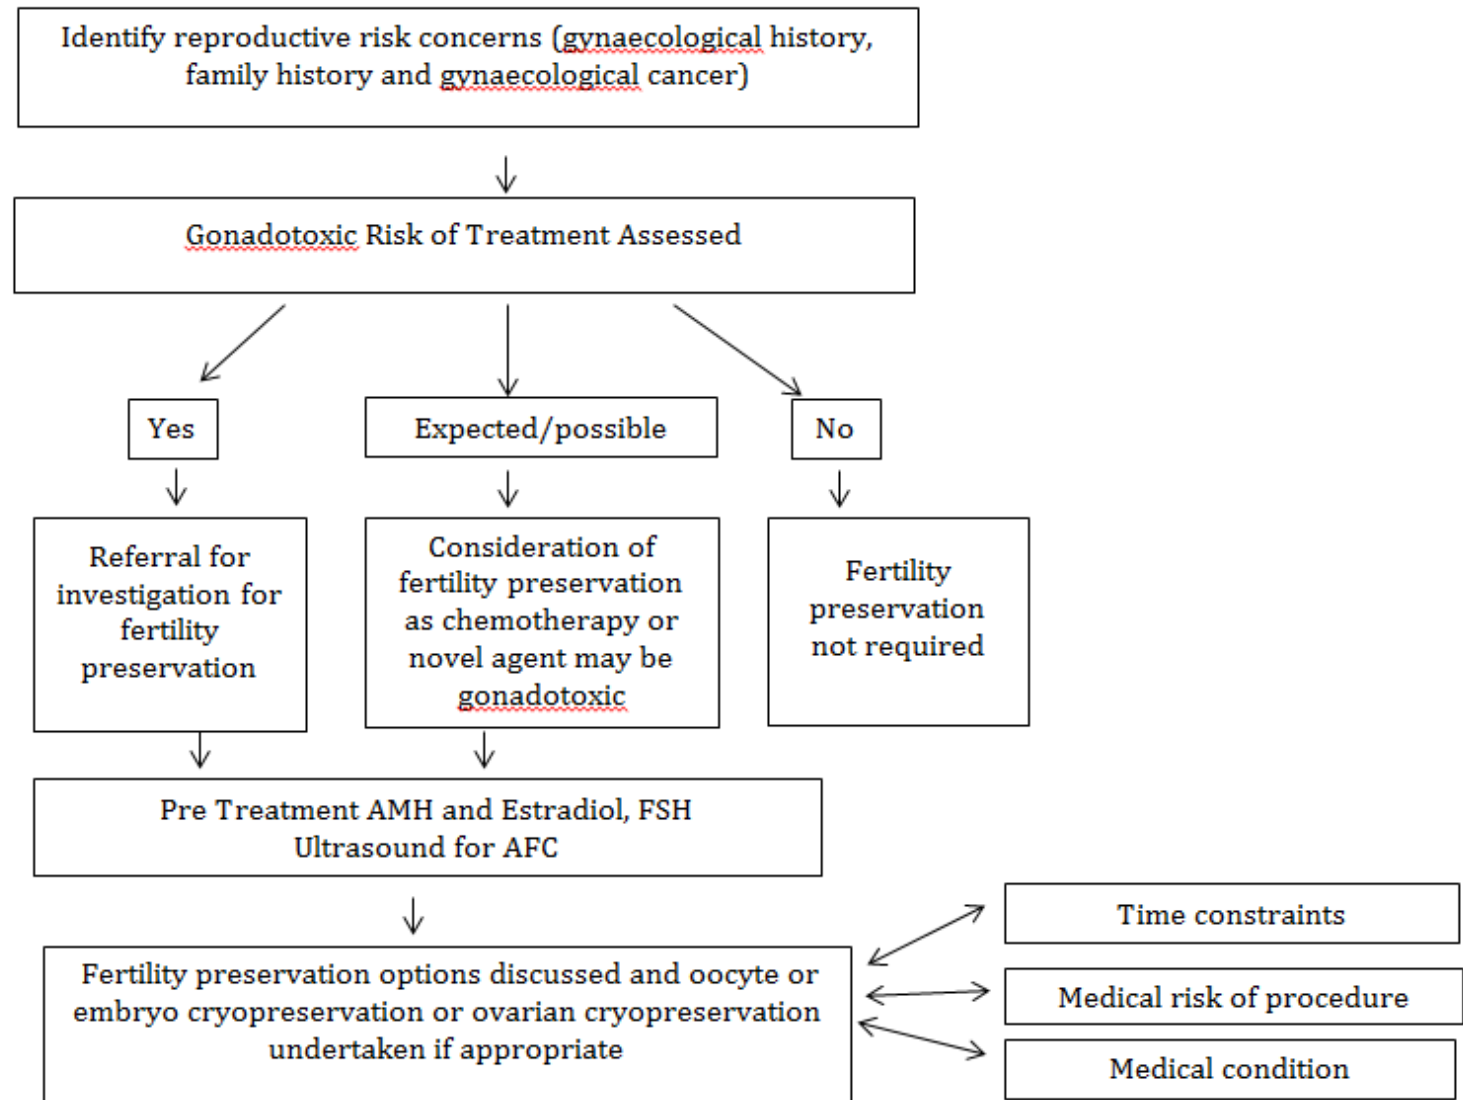 Identify reproductive risk concerns (gynaecological history,
family history and gynaecological cancer)
Gonadotoxic Risk of Treatment Assessed
Yes
Expected/possible
No
Referral for
investigation for
fertility
preservation
Consideration of
fertility preservation
as chemotherapy or
novel agent may be
gonadotoxic
Fertility
preservation
not required
Pre Treatment AMH and Estradiol, FSH
Ultrasound for AFC
Fertility preservation options discussed and oocyte or
embryo cryopreservation or ovarian cryopreservation
undertaken if appropriate
Time constraints
Medical risk of procedure
Medical condition